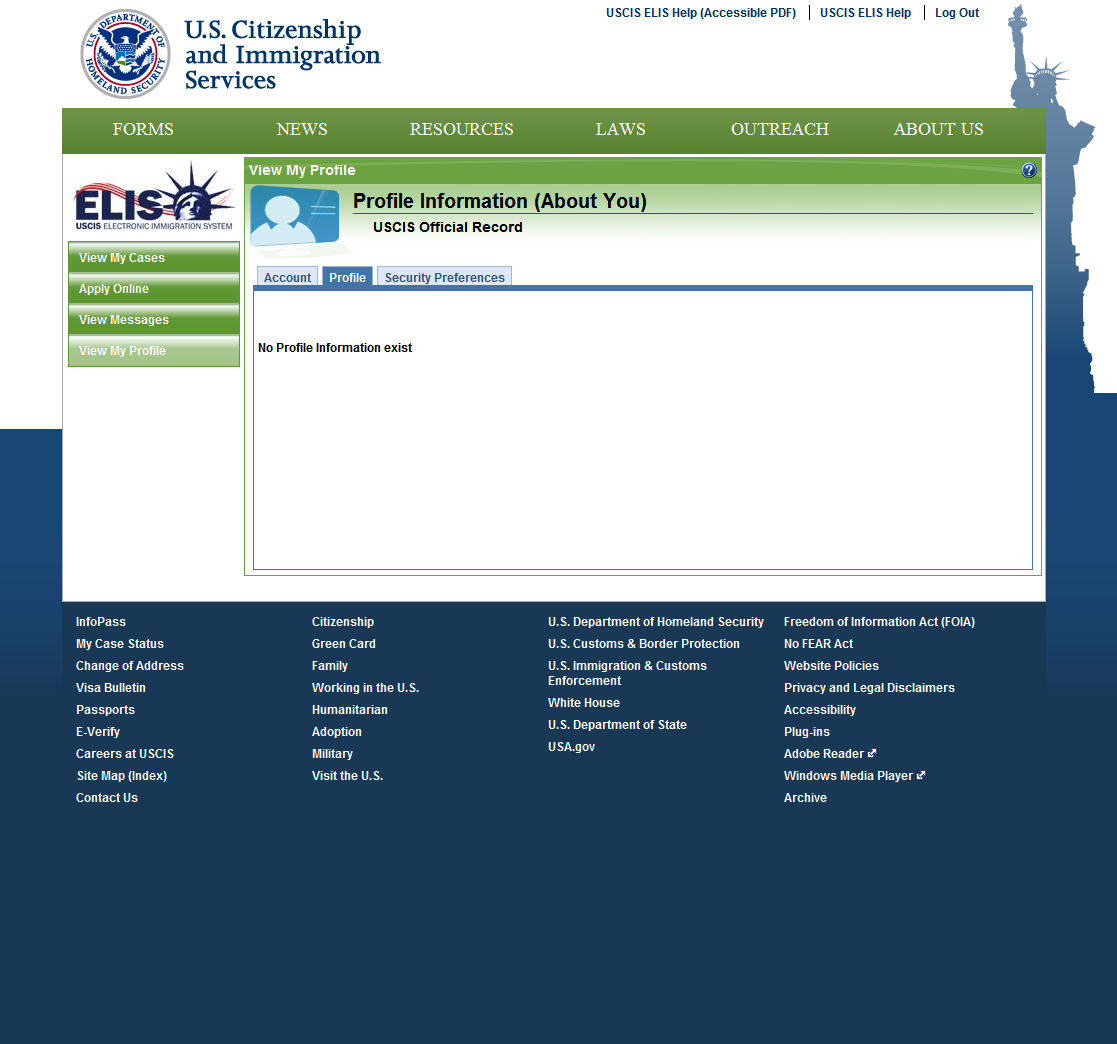 USCIS ELIS Help (Accessible PDF) USCIS ELIS Help Log Out
U.S. DEPARTMENT OF
HOMELAND SECURITY
U.S. Citizenship
and Immigration
Services
FORMS NEWS RESOURCES LAWS OUTREACH ABOUT US
ELIS
USCIS ELECTRONIC IMMIGRATION SYSTEM
View My Cases
Apply Online
View Messages
View My Profile
View My Profile ?
Profile Information (About You)
USCIS Official Record
Account Profile Security Preferences
No Profile Information exist
InfoPass
My Case Status
Change of Address
Visa Bulletin
Passports
E-Verify
Careers at USCIS
Site Map (Index)
Contact Us
Citizenship
Green Card
Family
Working in the U.S.
Humanitarian
Adoption
Military
Visit the U.S.
U.S. Department of Homeland Security
U.S. Customs & Border Protection
U.S. Immigration & Customs
Enforcement
White House
U.S. Department of State
USA.gov
Freedom of Information Act (FOIA)
No FEAR Act
Website Policies
Privacy and Legal Disclaimers
Accessibility
Plug-ins
Adobe Reader
Windows Media Player
Archive